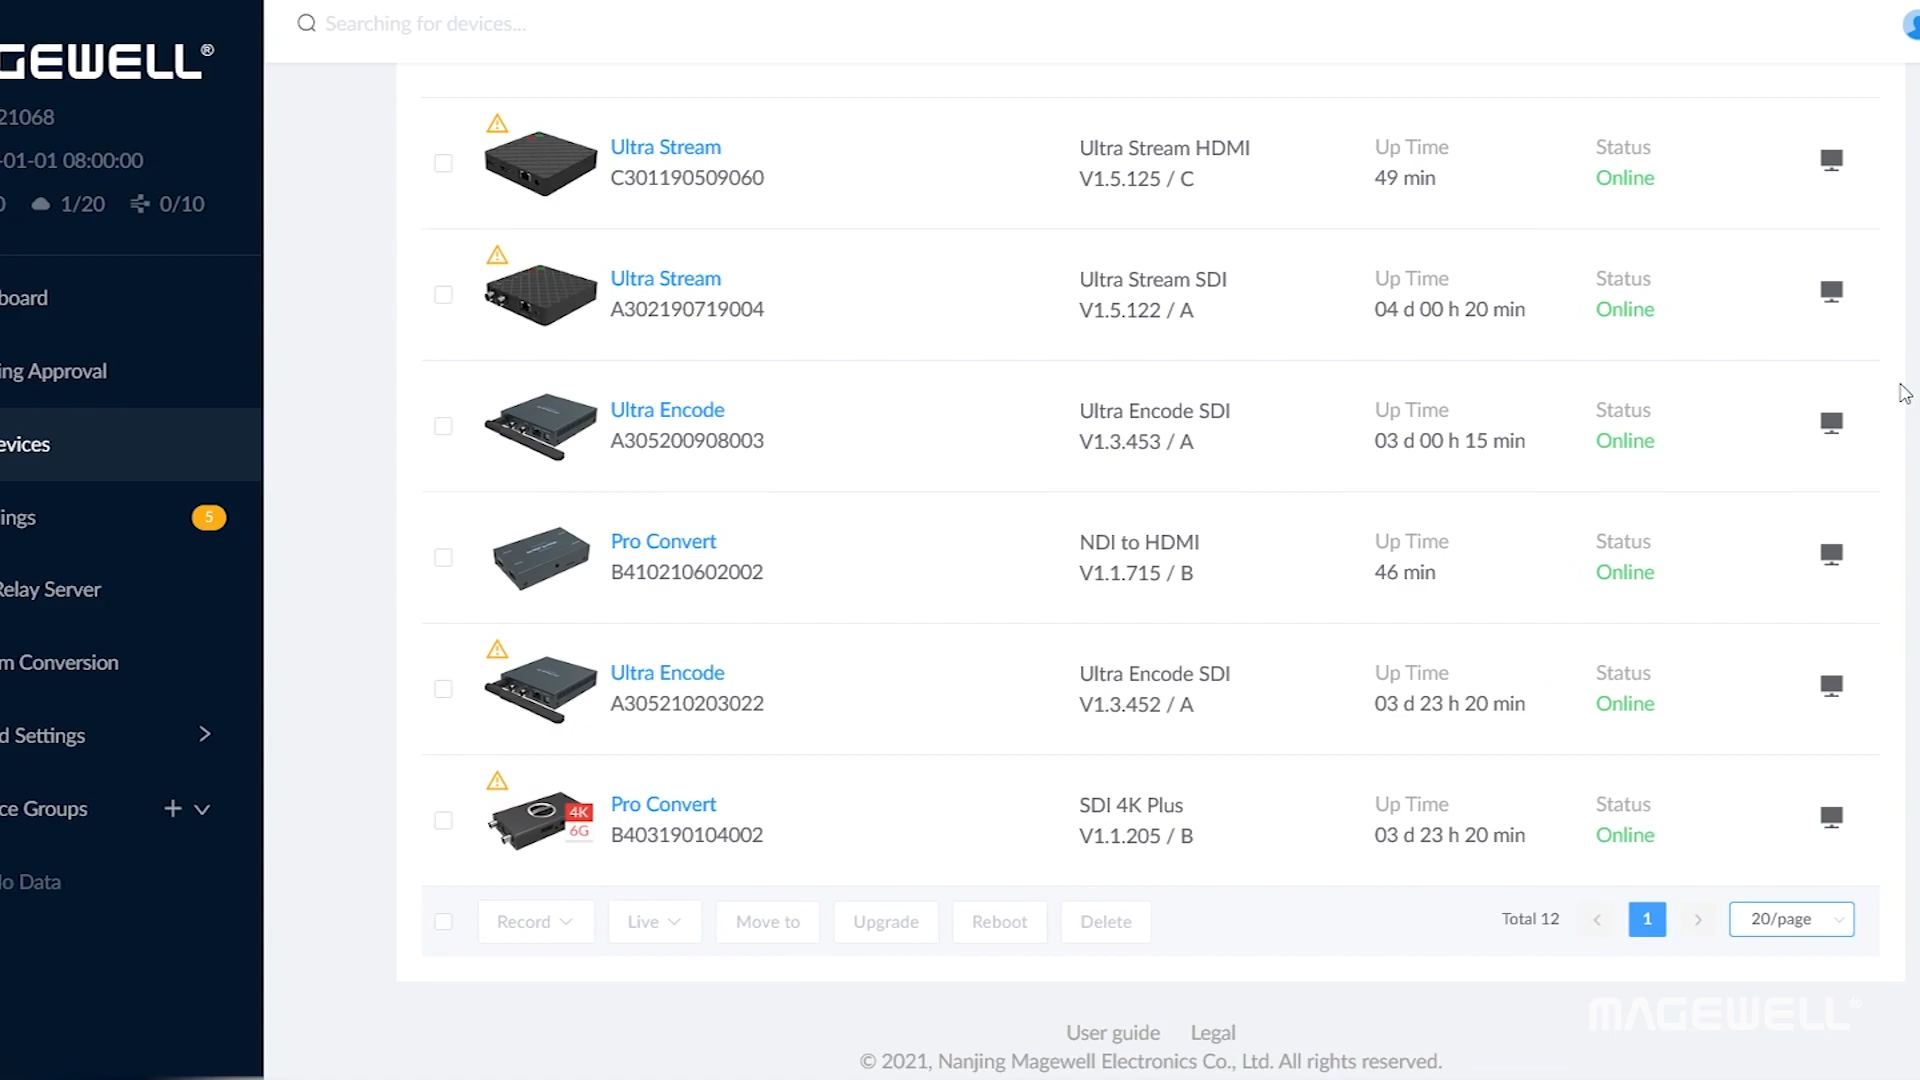 GEWELL®
21068
-01-01 08:00:00
1/20 0/10
board
ing Approval
evices
ings 5
Relay Server
m Conversion
d Settings
ce Groups
lo Data
Searching for devices...
Ultra Stream
C301190509060
Ultra Stream HDMI
V1.5.125 / C
Up Time
49 min
Status
Online
Ultra Stream
A302190719004
Ultra Stream SDI
V1.5.122 / A
Up Time
04 d 00 h 20 min
Status
Online
Ultra Encode
A305200908003
Ultra Encode SDI
V1.3.453 / A
Up Time
03 d 00 h 15 min
Status
Online
Pro Convert
B410210602002
NDI to HDMI
V1.1.715 / B
Up Time
46 min
Status
Online
Ultra Encode
A305210203022
Ultra Encode SDI
V1.3.452 / A
Up Time
03 d 23 h 20 min
Status
Online
4K
6G
Pro Convert
B403190104002
SDI 4K Plus
V1.1.205 / B
Up Time
03 d 23 h 20 min
Status
Online
Record Live Move to Upgrade Reboot Delete Total 12 < 1 > 20/page
MAGEWELL®
User guide Legal
© 2021, Nanjing Magewell Electronics Co., Ltd. All rights reserved.